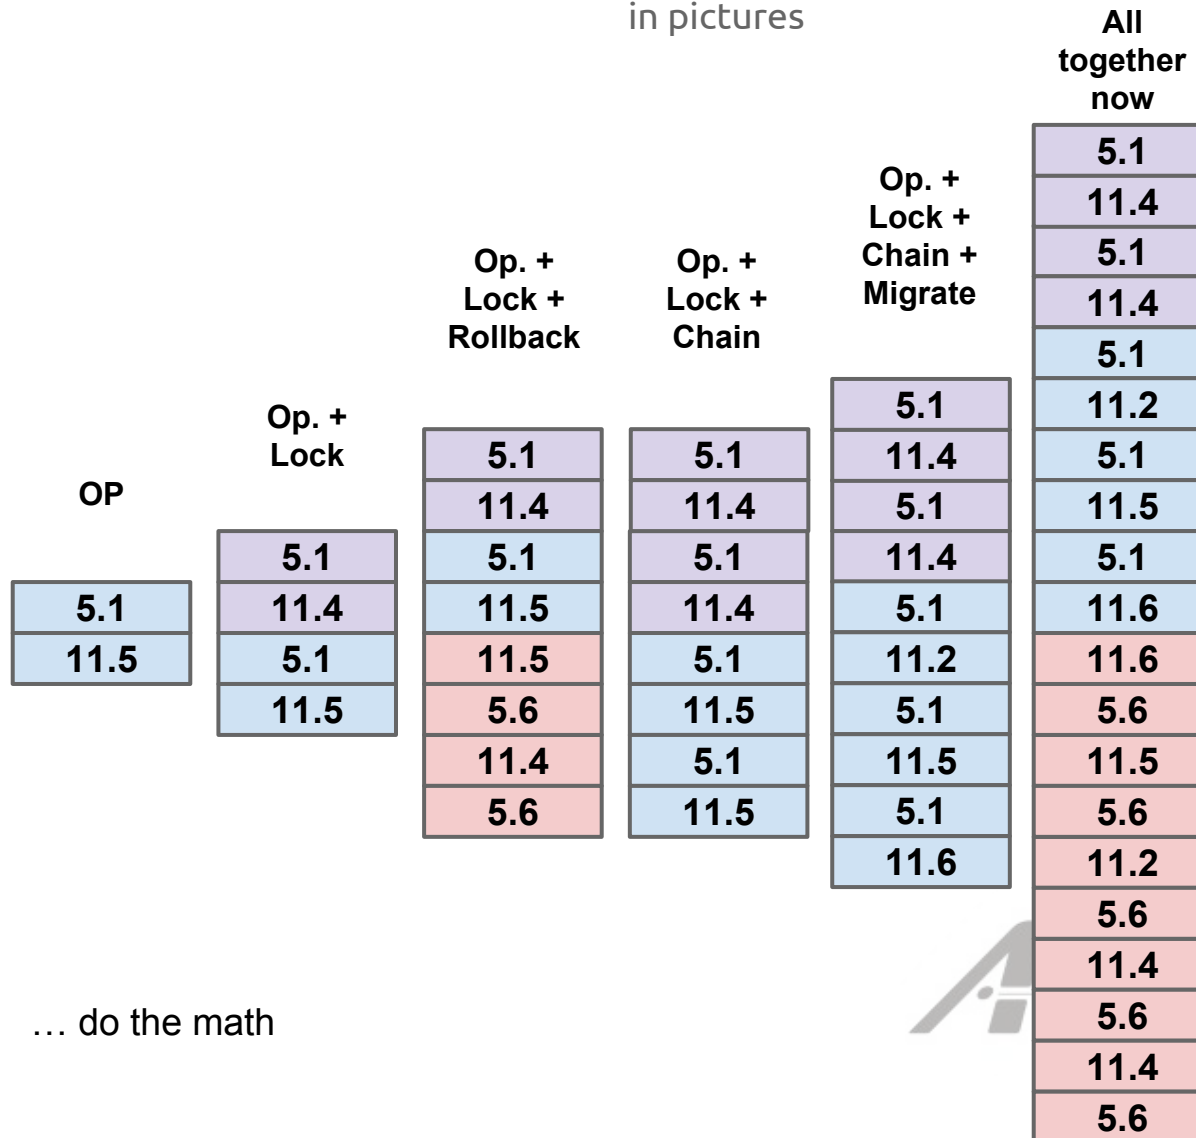 in pictures
OP
5.1
11.5
Op. +
Lock
5.1
11.4
5.1
11.5
Op. +
Lock +
Rollback
5.1
11.4
5.1
11.5
11.5
5.6
11.4
5.6
Op. +
Lock +
Chain
5.1
11.4
5.1
11.4
5.1
11.5
5.1
11.5
Op. +
Lock +
Chain +
Migrate
5.1
11.4
5.1
11.4
5.1
11.2
5.1
11.5
5.1
11.6
All
together
now
5.1
11.4
5.1
11.4
5.1
11.2
5.1
11.5
5.1
11.6
11.6
5.6
11.5
5.6
11.2
5.6
11.4
5.6
11.4
5.6
… do the math